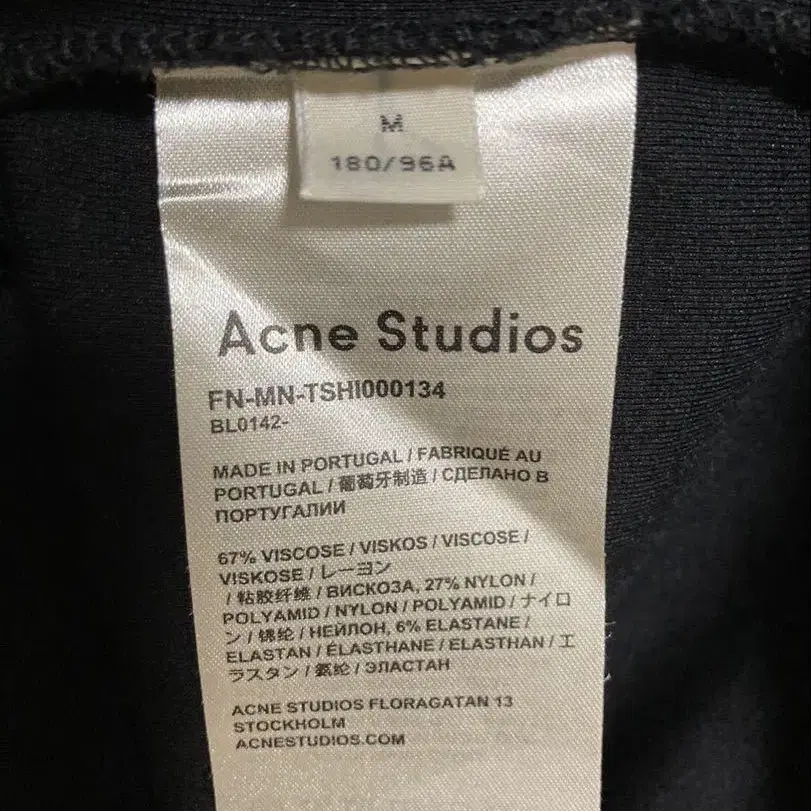 M
180/96A
Acne Studios
FN-MN-TSHI000134
BL0142-
MADE IN PORTUGAL / FABRIQUÉ AU
PORTUGAL / 葡萄牙制造 / СДЕЛАНО В
ПОРТУГАЛИИ
67% VISCOSE / VISKOS / VISCOSE /
VISKOSE / レーヨン
/ 粘胶纤维 / ВИСКОЗА, 27% NYLON /
POLYAMID / NYLON / POLYAMID / ナイロ
ン / 锦纶 / НЕЙЛОН, 6% ELASTANE /
ELASTAN / ÉLASTHANE / ELASTHAN / エ
ラスタン / 氨纶 / ЭЛАСТАН
ACNE STUDIOS FLORAGATAN 13
STOCKHOLM
ACNESTUDIOS.COM